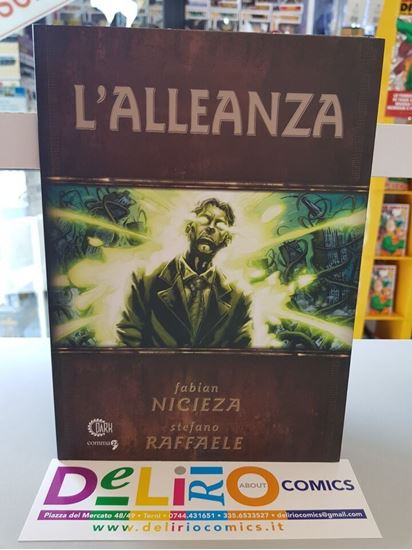 L'ALLEANZA
fabian
NICIEZA
stefano
RAFFAELE
DARK
comma
DeLiRiO
ABOUT
COMICS
Piazza del Mercato 48/49 • Terni • 0744.431651 • 335.6533527 • deliriocomics@gmail.com
www.deliriocomics.it